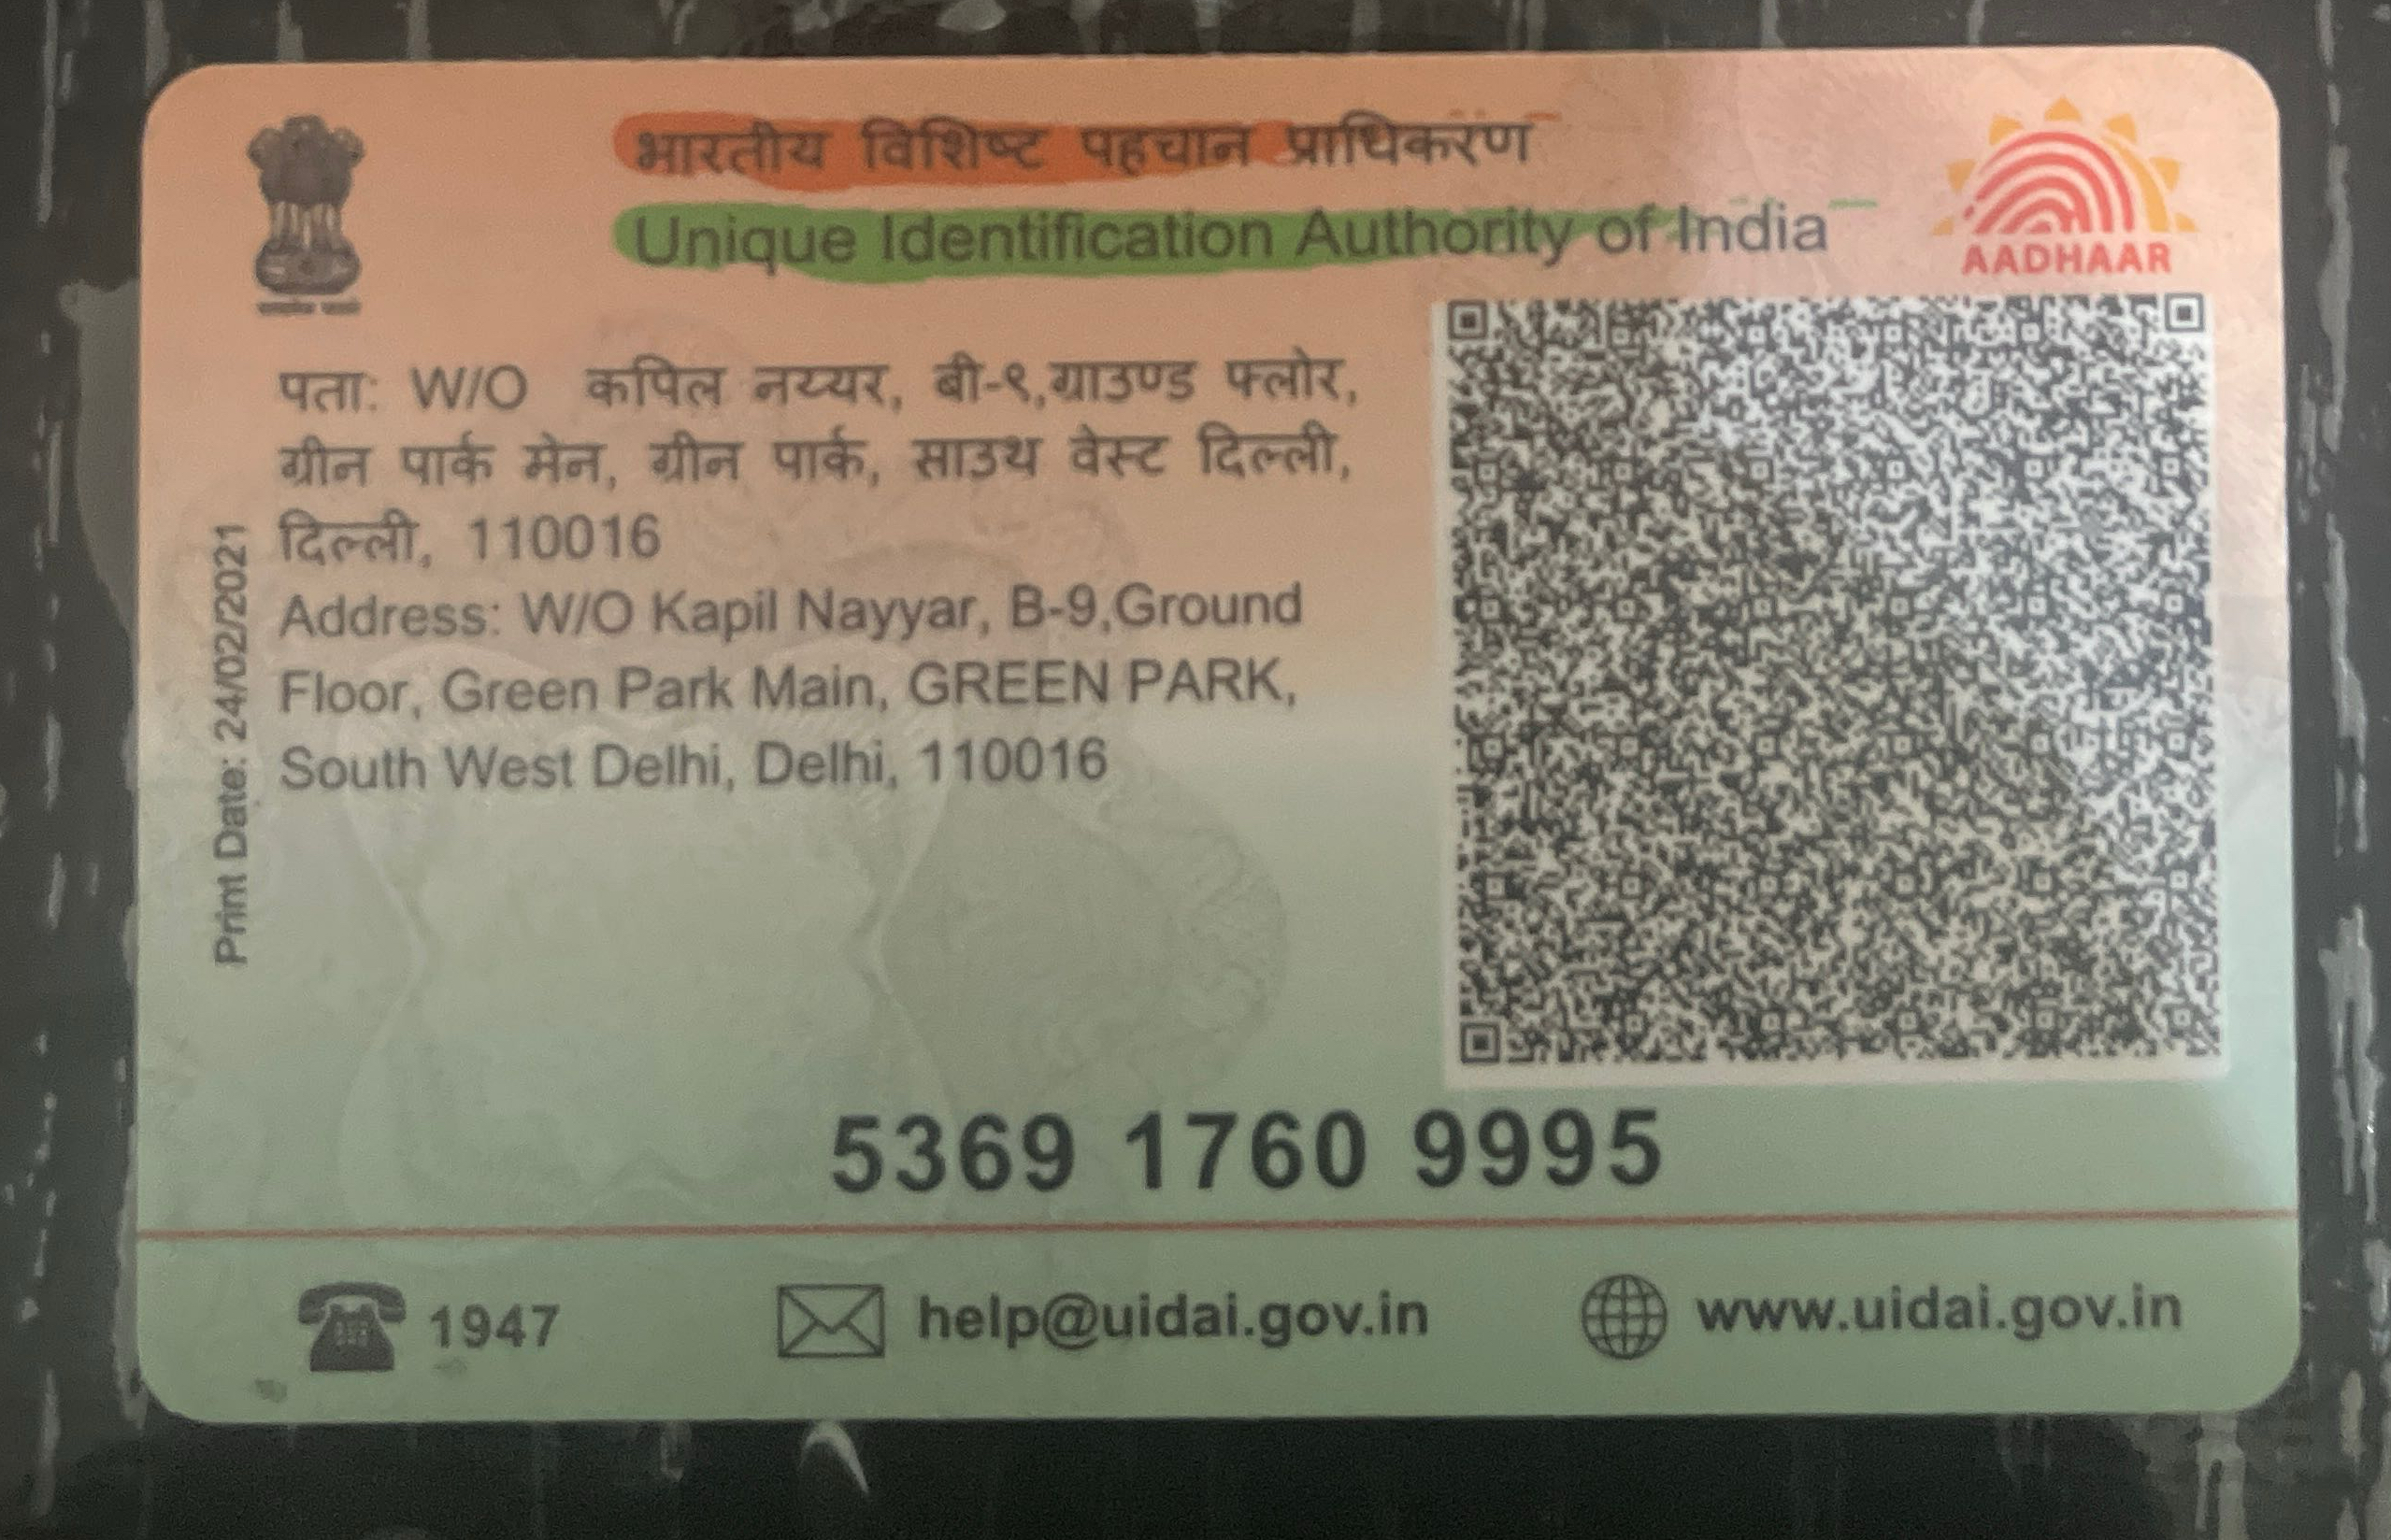 भारतीय विशिष्ट पहचान प्राधिकरण
Unique Identification Authority of India
AADHAAR
पता: W/O कपिल नय्यर, बी-९,ग्राउण्ड फ्लोर,
ग्रीन पार्क मेन, ग्रीन पार्क, साउथ वेस्ट दिल्ली,
दिल्ली, 110016
Address: W/O Kapil Nayyar, B-9,Ground
Floor, Green Park Main, GREEN PARK,
South West Delhi, Delhi, 110016
Print Date: 24/02/2021
5369 1760 9995
1947
help@uidai.gov.in
www.uidai.gov.in